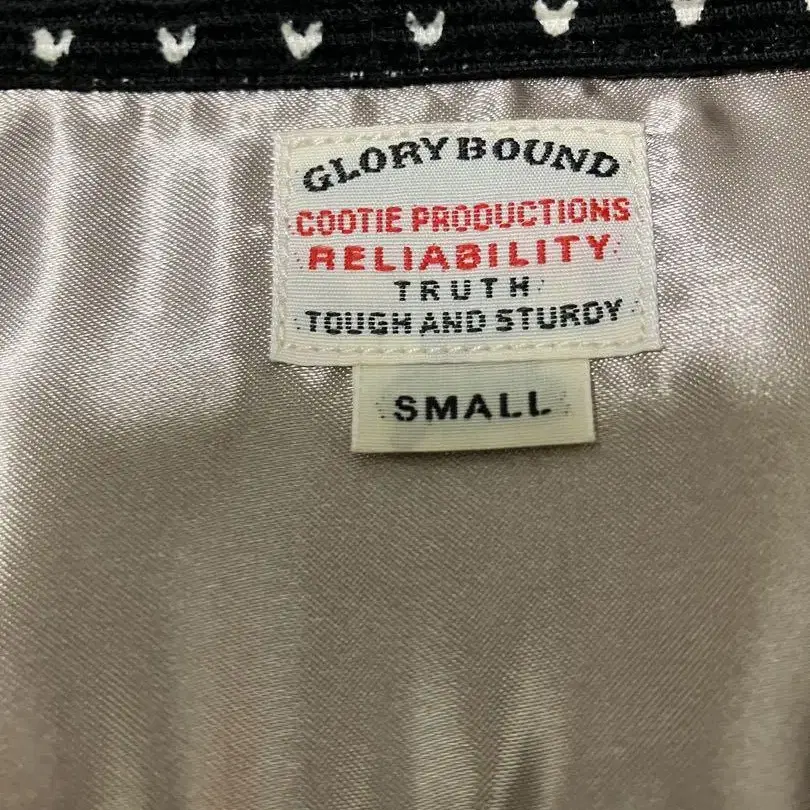 GLORY BOUND
COOTIE PRODUCTIONS
RELIABILITY
TRUTH
TOUGH AND STURDY
SMALL